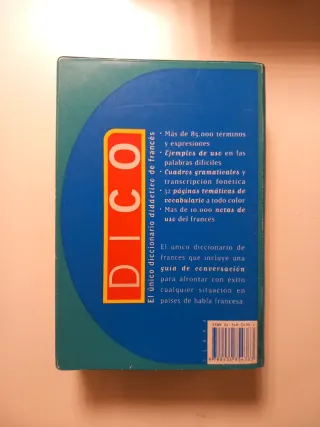 DICO
El único diccionario didáctico de francés
· Más de 85.000 términos
y expresiones
· Ejemplos de uso en las
palabras difíciles
· Cuadros gramaticales y
transcripción fonética
· 32 páginas temáticas de
vocabulario a todo color
· Más de 10.000 notas de
uso del francés
El único diccionario de
francés que incluye una
guía de conversación
para afrontar con éxito
cualquier situación en
países de habla francesa.